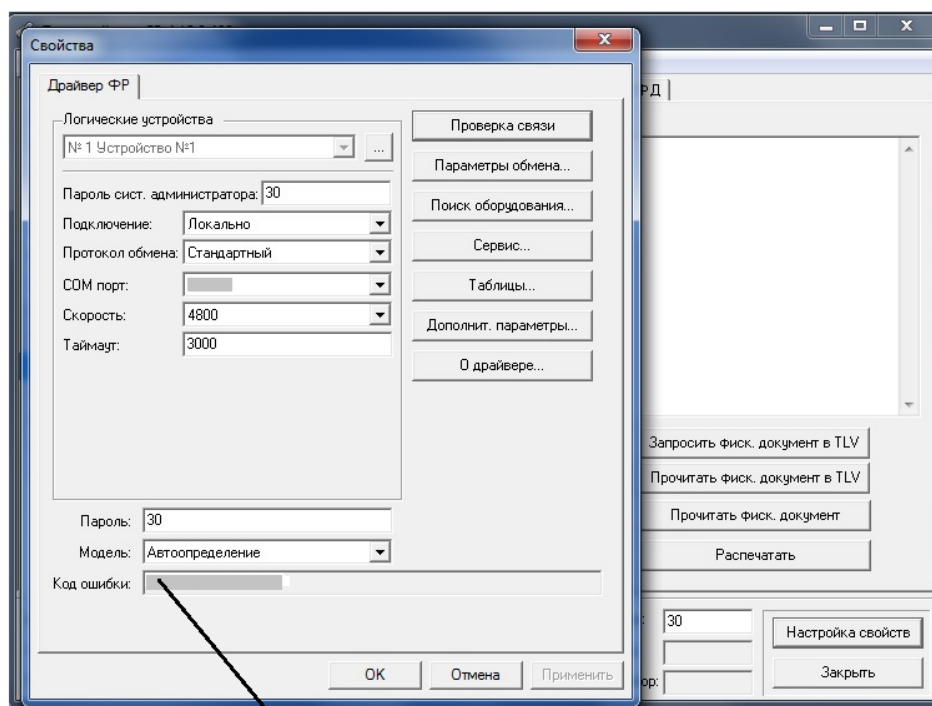 Свойства
Драйвер ФР
Логические устройства
№ 1 Устройство №1
...
Пароль сист. администратора: 30
Подключение: Локально
Протокол обмена: Стандартный
COM порт:
Скорость: 4800
Таймаут: 3000
Проверка связи
Параметры обмена...
Поиск оборудования...
Сервис...
Таблицы...
Дополнит. параметры...
О драйвере...
Пароль: 30
Модель: Автоопределение
Код ошибки:
OK
Отмена
Применить
Запросить фиск. документ в TLV
Прочитать фиск. документ в TLV
Прочитать фиск. документ
Распечатать
30
Настройка свойств
Закрыть